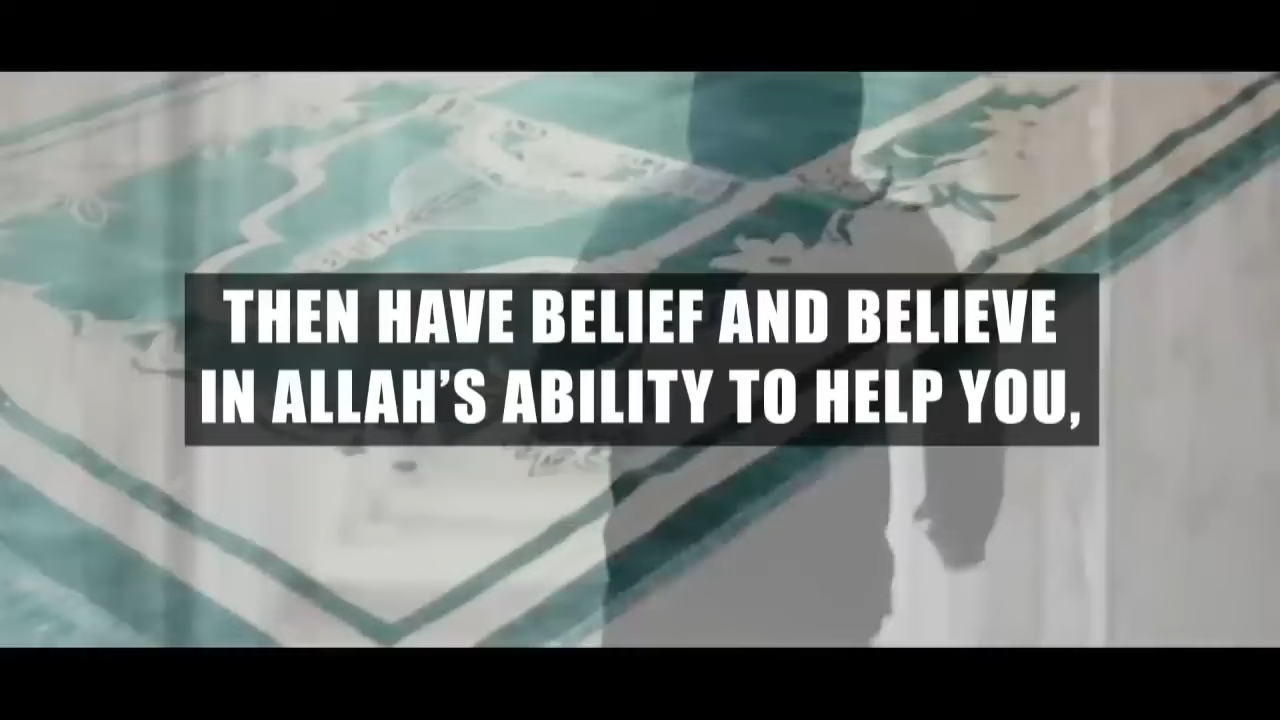 THEN HAVE BELIEF AND BELIEVE
IN ALLAH’S ABILITY TO HELP YOU,